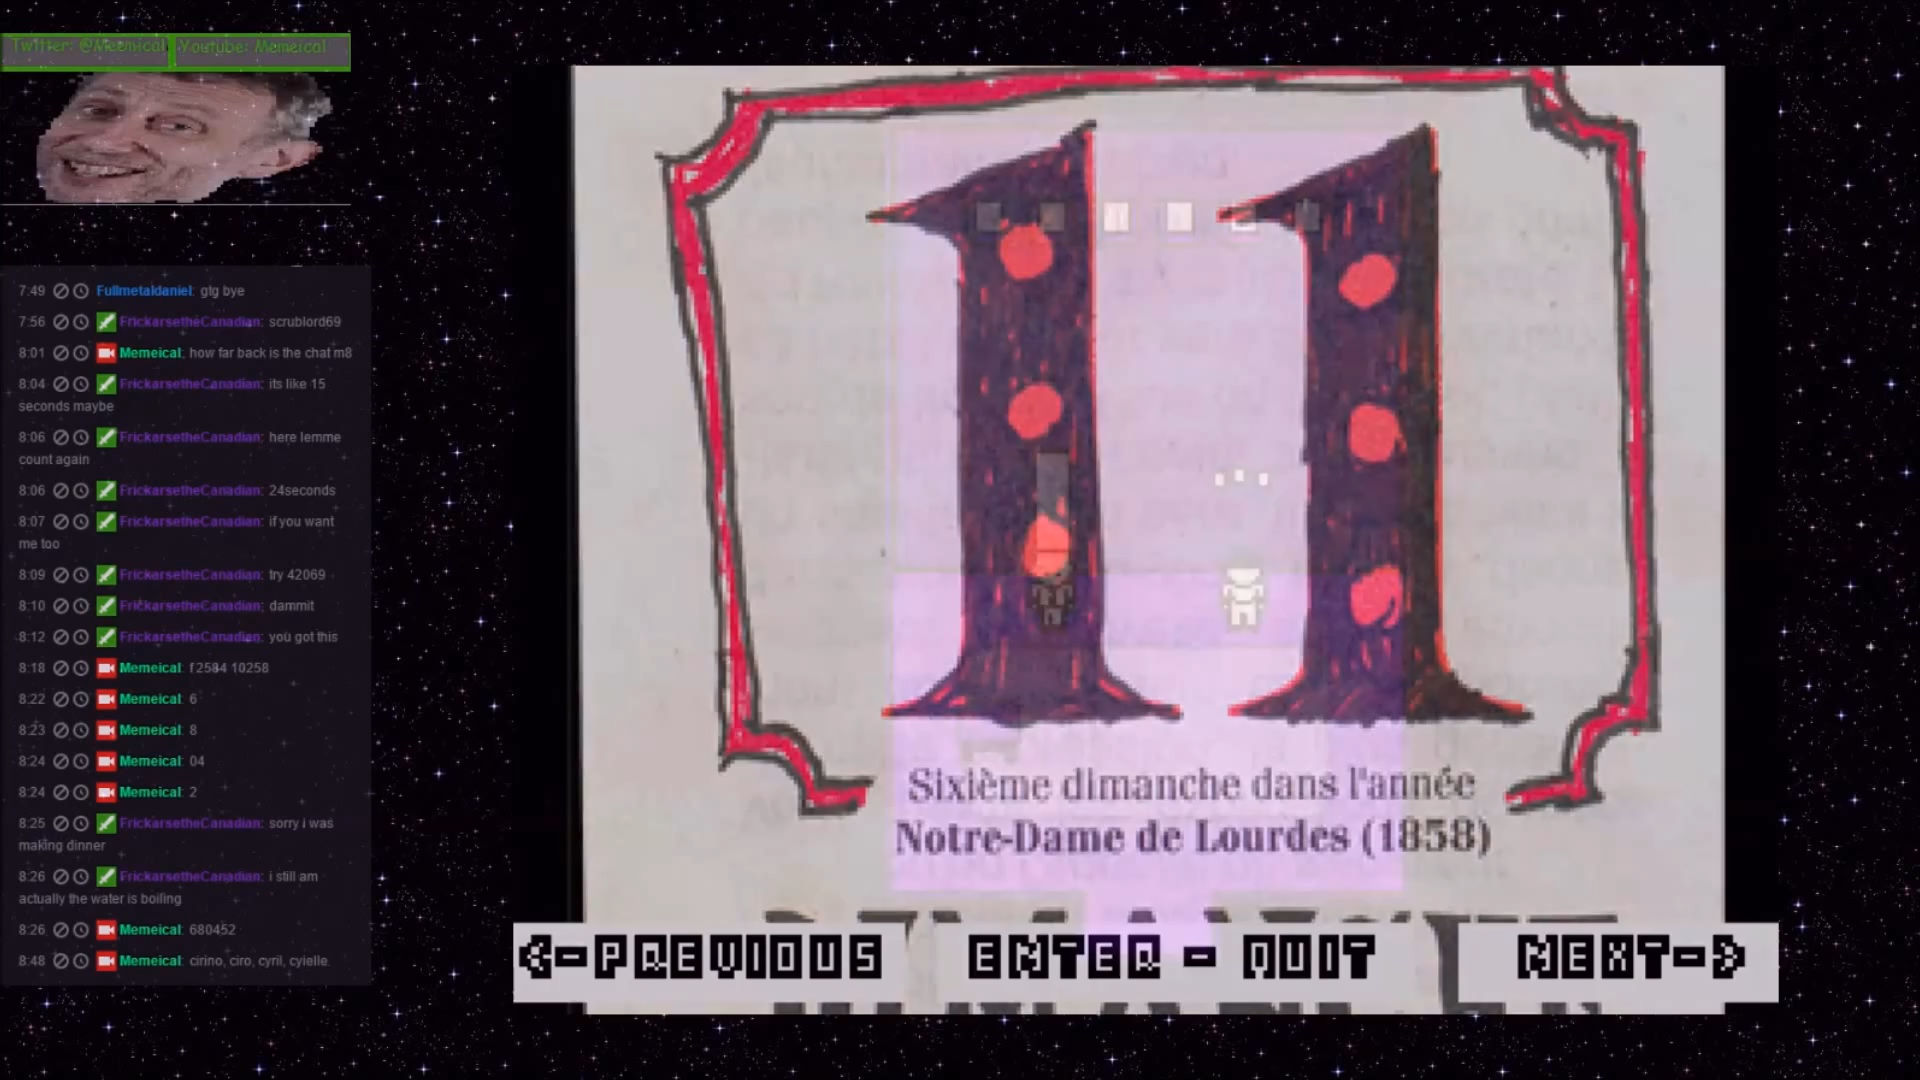 Twitter: @Meemical Youtube: Memeical
7:49 Fullmetaldaniel: gtg bye
7:56 FrickarsetheCanadian: scrublord69
8:01 Memeical: how far back is the chat m8
8:04 FrickarsetheCanadian: its like 15
seconds maybe
8:06 FrickarsetheCanadian: here lemme
count again
8:06 FrickarsetheCanadian: 24seconds
8:07 FrickarsetheCanadian: if you want
me too
8:09 FrickarsetheCanadian: try 42069
8:10 FrickarsetheCanadian: dammit
8:12 FrickarsetheCanadian: you got this
8:18 Memeical: f2584 10258
8:22 Memeical: 6
8:23 Memeical: 8
8:24 Memeical: 04
8:24 Memeical: 2
8:25 FrickarsetheCanadian: sorry i was
making dinner
8:26 FrickarsetheCanadian: i still am
actually the water is boiling
8:26 Memeical: 680452
8:48 Memeical: cirino, ciro, cyril, cyielle
11
Sixième dimanche dans l'année
Notre-Dame de Lourdes (1858)
<-PREVIOUS ENTER - QUIT NEXT->